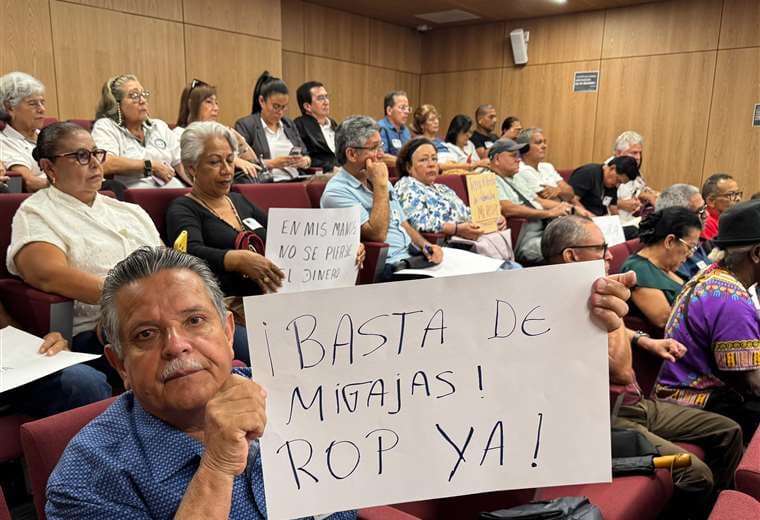 EN MIS MANOS
NO SE PIERDE
EL DINERO
¡BASTA DE
MIGAJAS!
ROP YA!